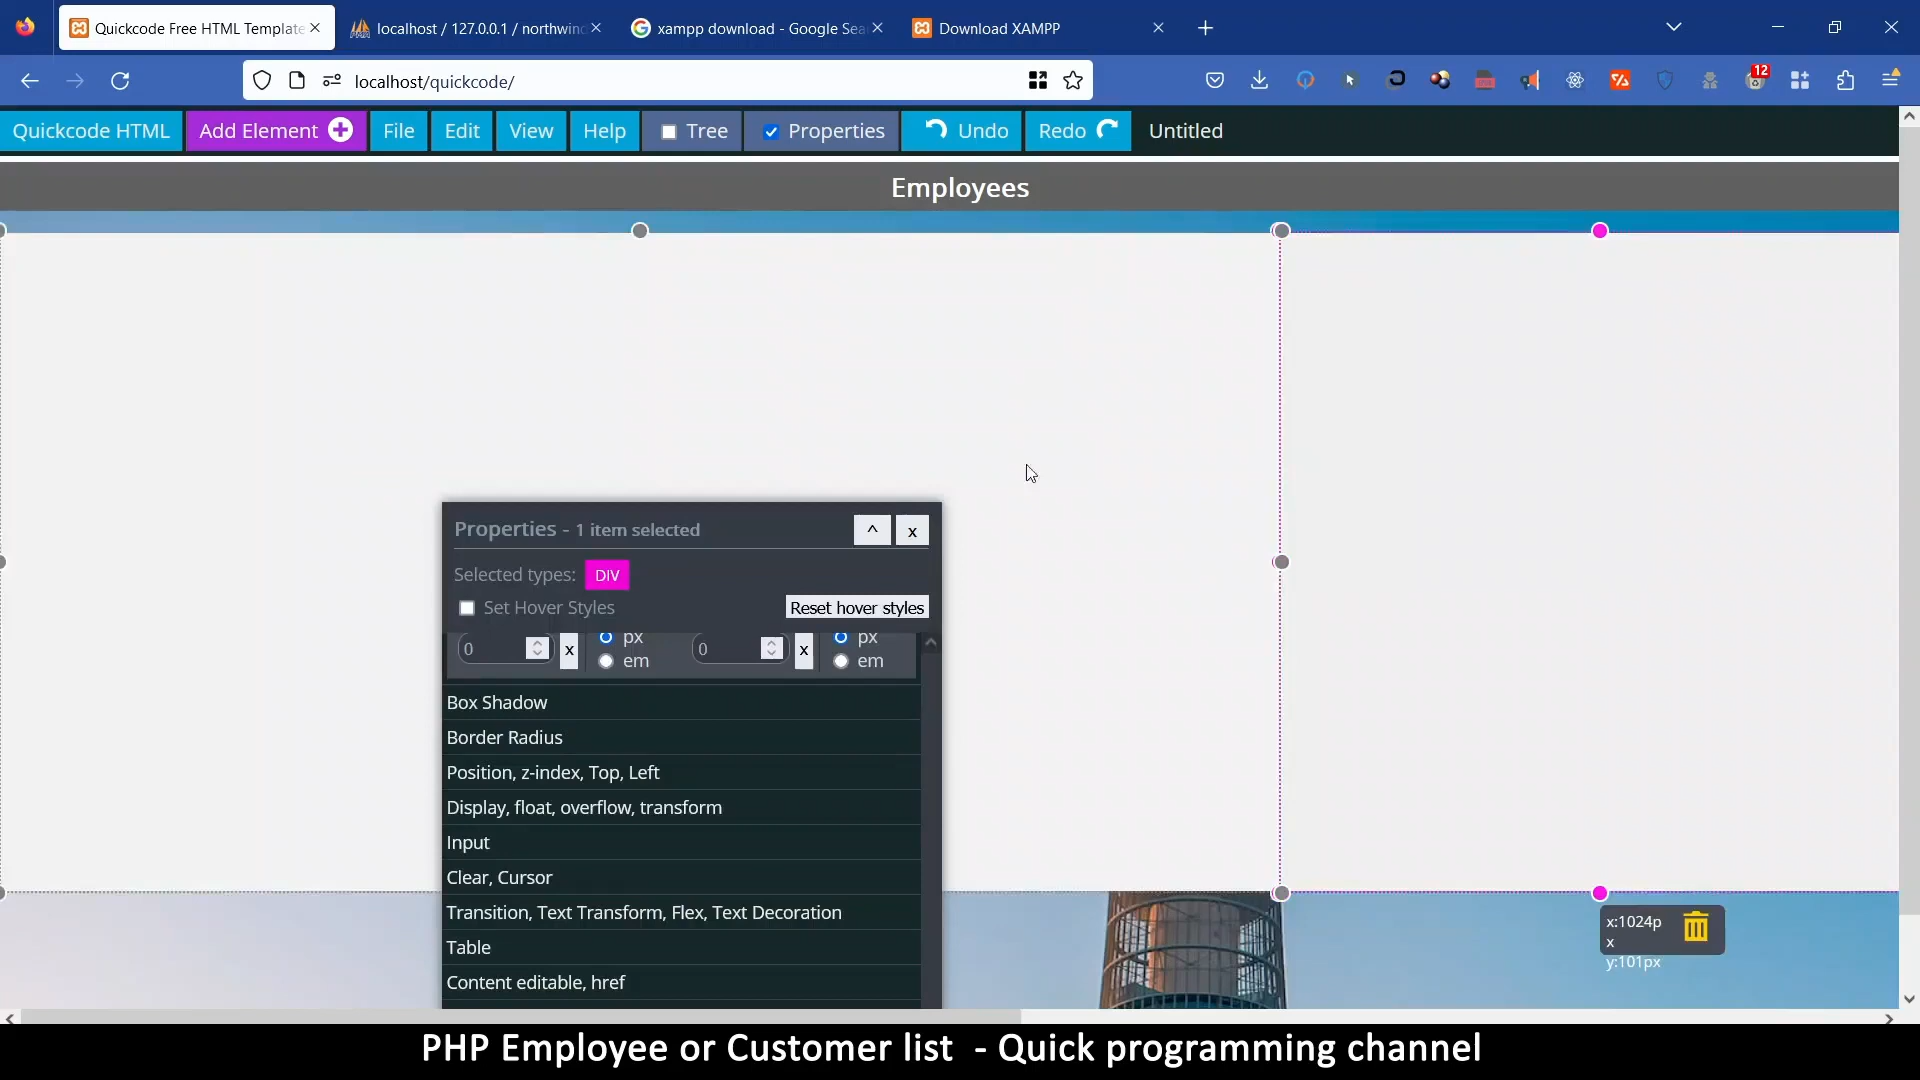 Quickcode Free HTML Template
localhost / 127.0.0.1 / northwind
xampp download - Google Sea
Download XAMPP
localhost/quickcode/
12
Quickcode HTML
Add Element
File
Edit
View
Help
Tree
Properties
Undo
Redo
Untitled
Employees
Properties - 1 item selected
^
x
Selected types: DIV
Set Hover Styles
Reset hover styles
0 x px 0 x px
em em
Box Shadow
Border Radius
Position, z-index, Top, Left
Display, float, overflow, transform
Input
Clear, Cursor
Transition, Text Transform, Flex, Text Decoration
Table
Content editable, href
x:1024p
x
y:101px
PHP Employee or Customer list - Quick programming channel